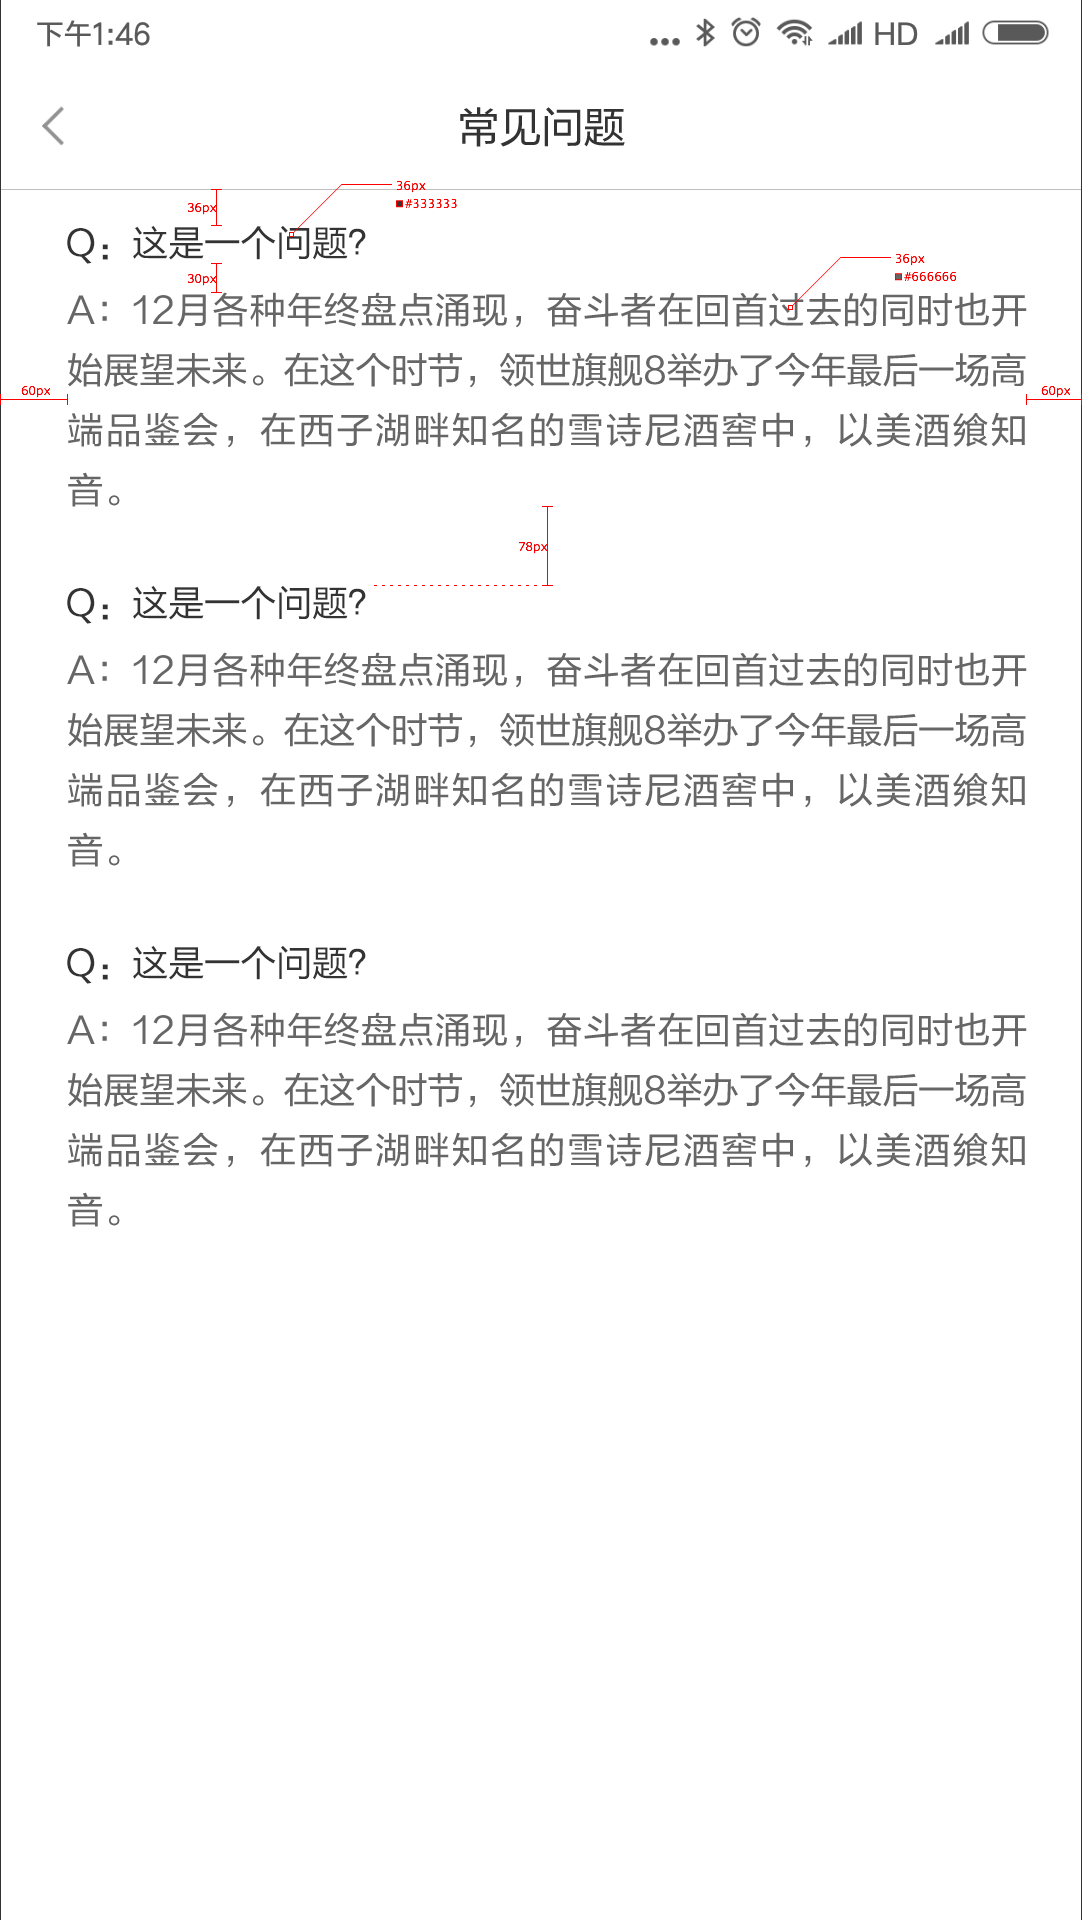 下午1:46
HD
常见问题
36px
#333333
36px
Q：这是一个问题?
36px
#666666
30px
A：12月各种年终盘点涌现，奋斗者在回首过去的同时也开
始展望未来。在这个时节，领世旗舰8举办了今年最后一场高
60px
60px
端品鉴会，在西子湖畔知名的雪诗尼酒窖中，以美酒飨知
音。
78px
Q：这是一个问题?
A：12月各种年终盘点涌现，奋斗者在回首过去的同时也开
始展望未来。在这个时节，领世旗舰8举办了今年最后一场高
端品鉴会，在西子湖畔知名的雪诗尼酒窖中，以美酒飨知
音。
Q：这是一个问题?
A：12月各种年终盘点涌现，奋斗者在回首过去的同时也开
始展望未来。在这个时节，领世旗舰8举办了今年最后一场高
端品鉴会，在西子湖畔知名的雪诗尼酒窖中，以美酒飨知
音。